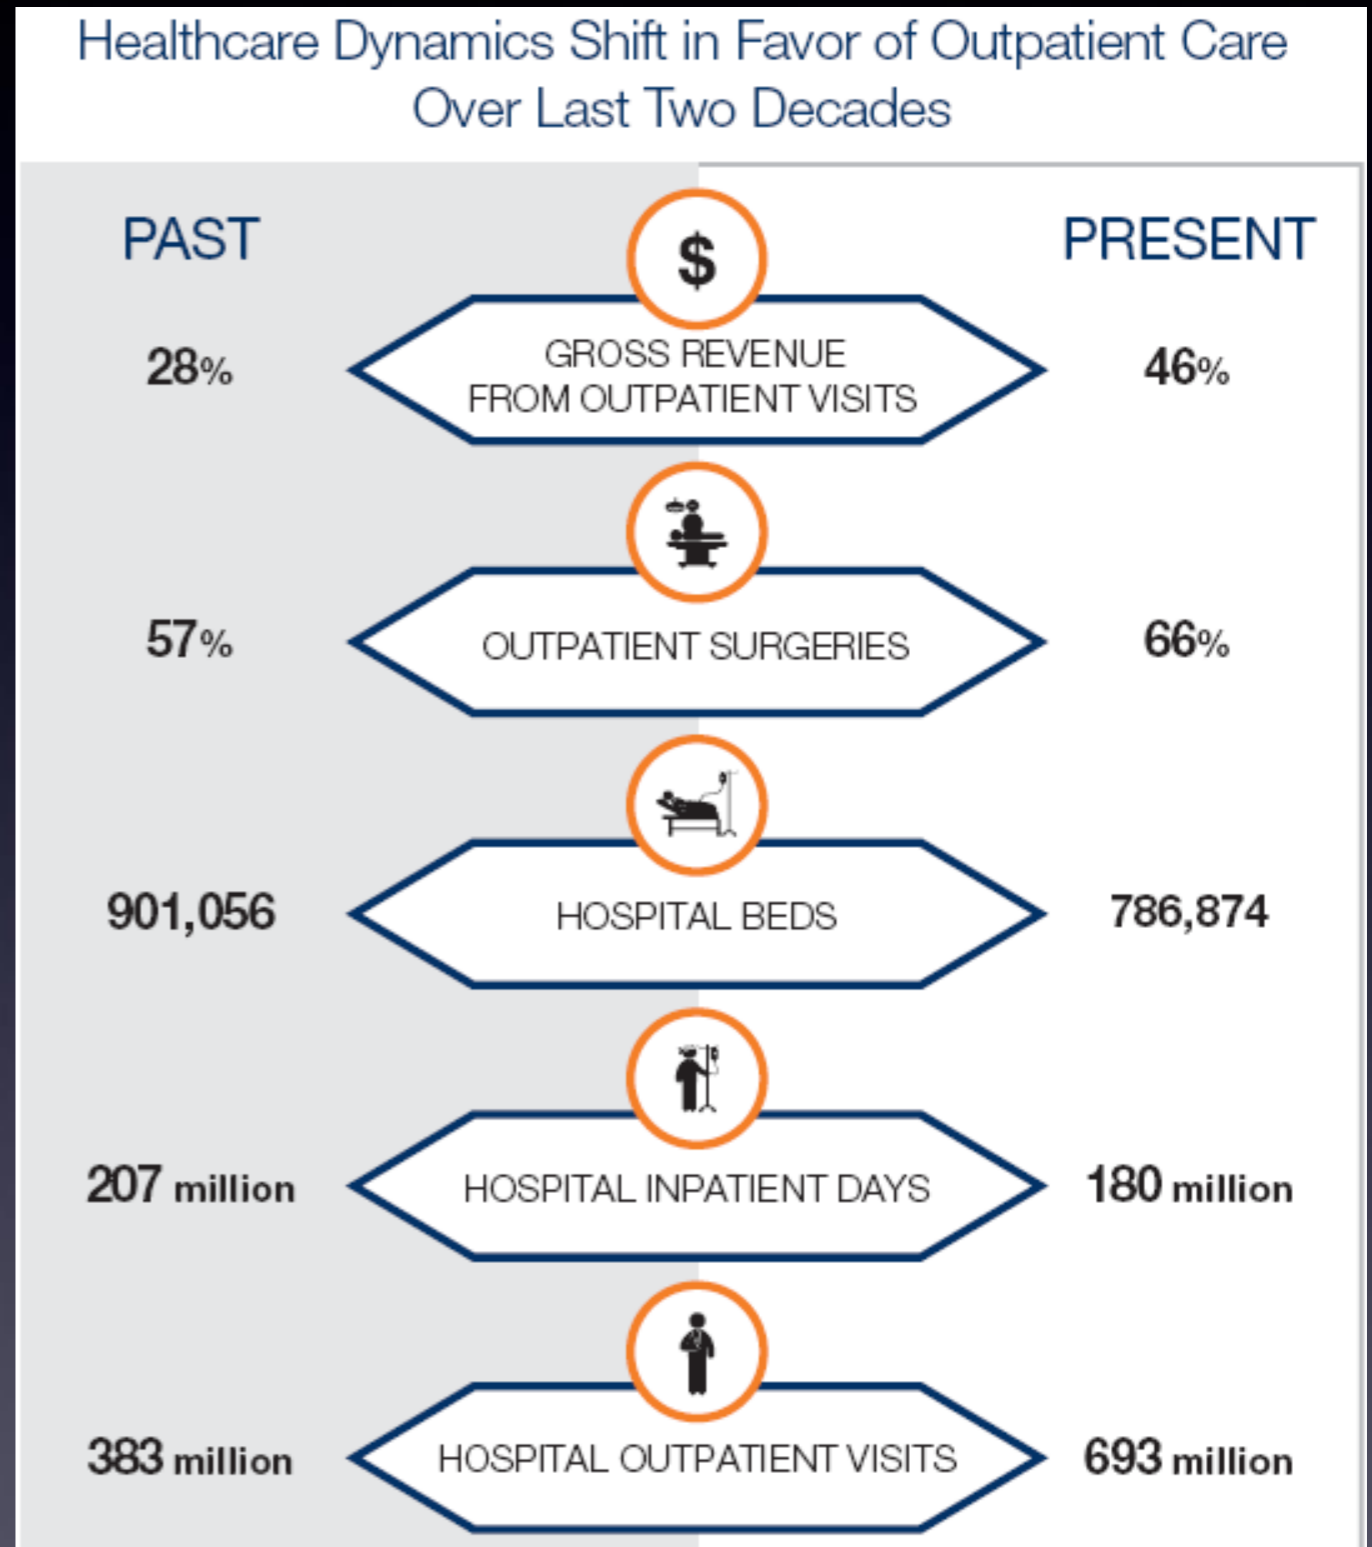 Healthcare Dynamics Shift in Favor of Outpatient Care
Over Last Two Decades
PAST
PRESENT
$
28%
GROSS REVENUE
FROM OUTPATIENT VISITS
46%
57%
OUTPATIENT SURGERIES
66%
901,056
HOSPITAL BEDS
786,874
207 million
HOSPITAL INPATIENT DAYS
180 million
383 million
HOSPITAL OUTPATIENT VISITS
693 million